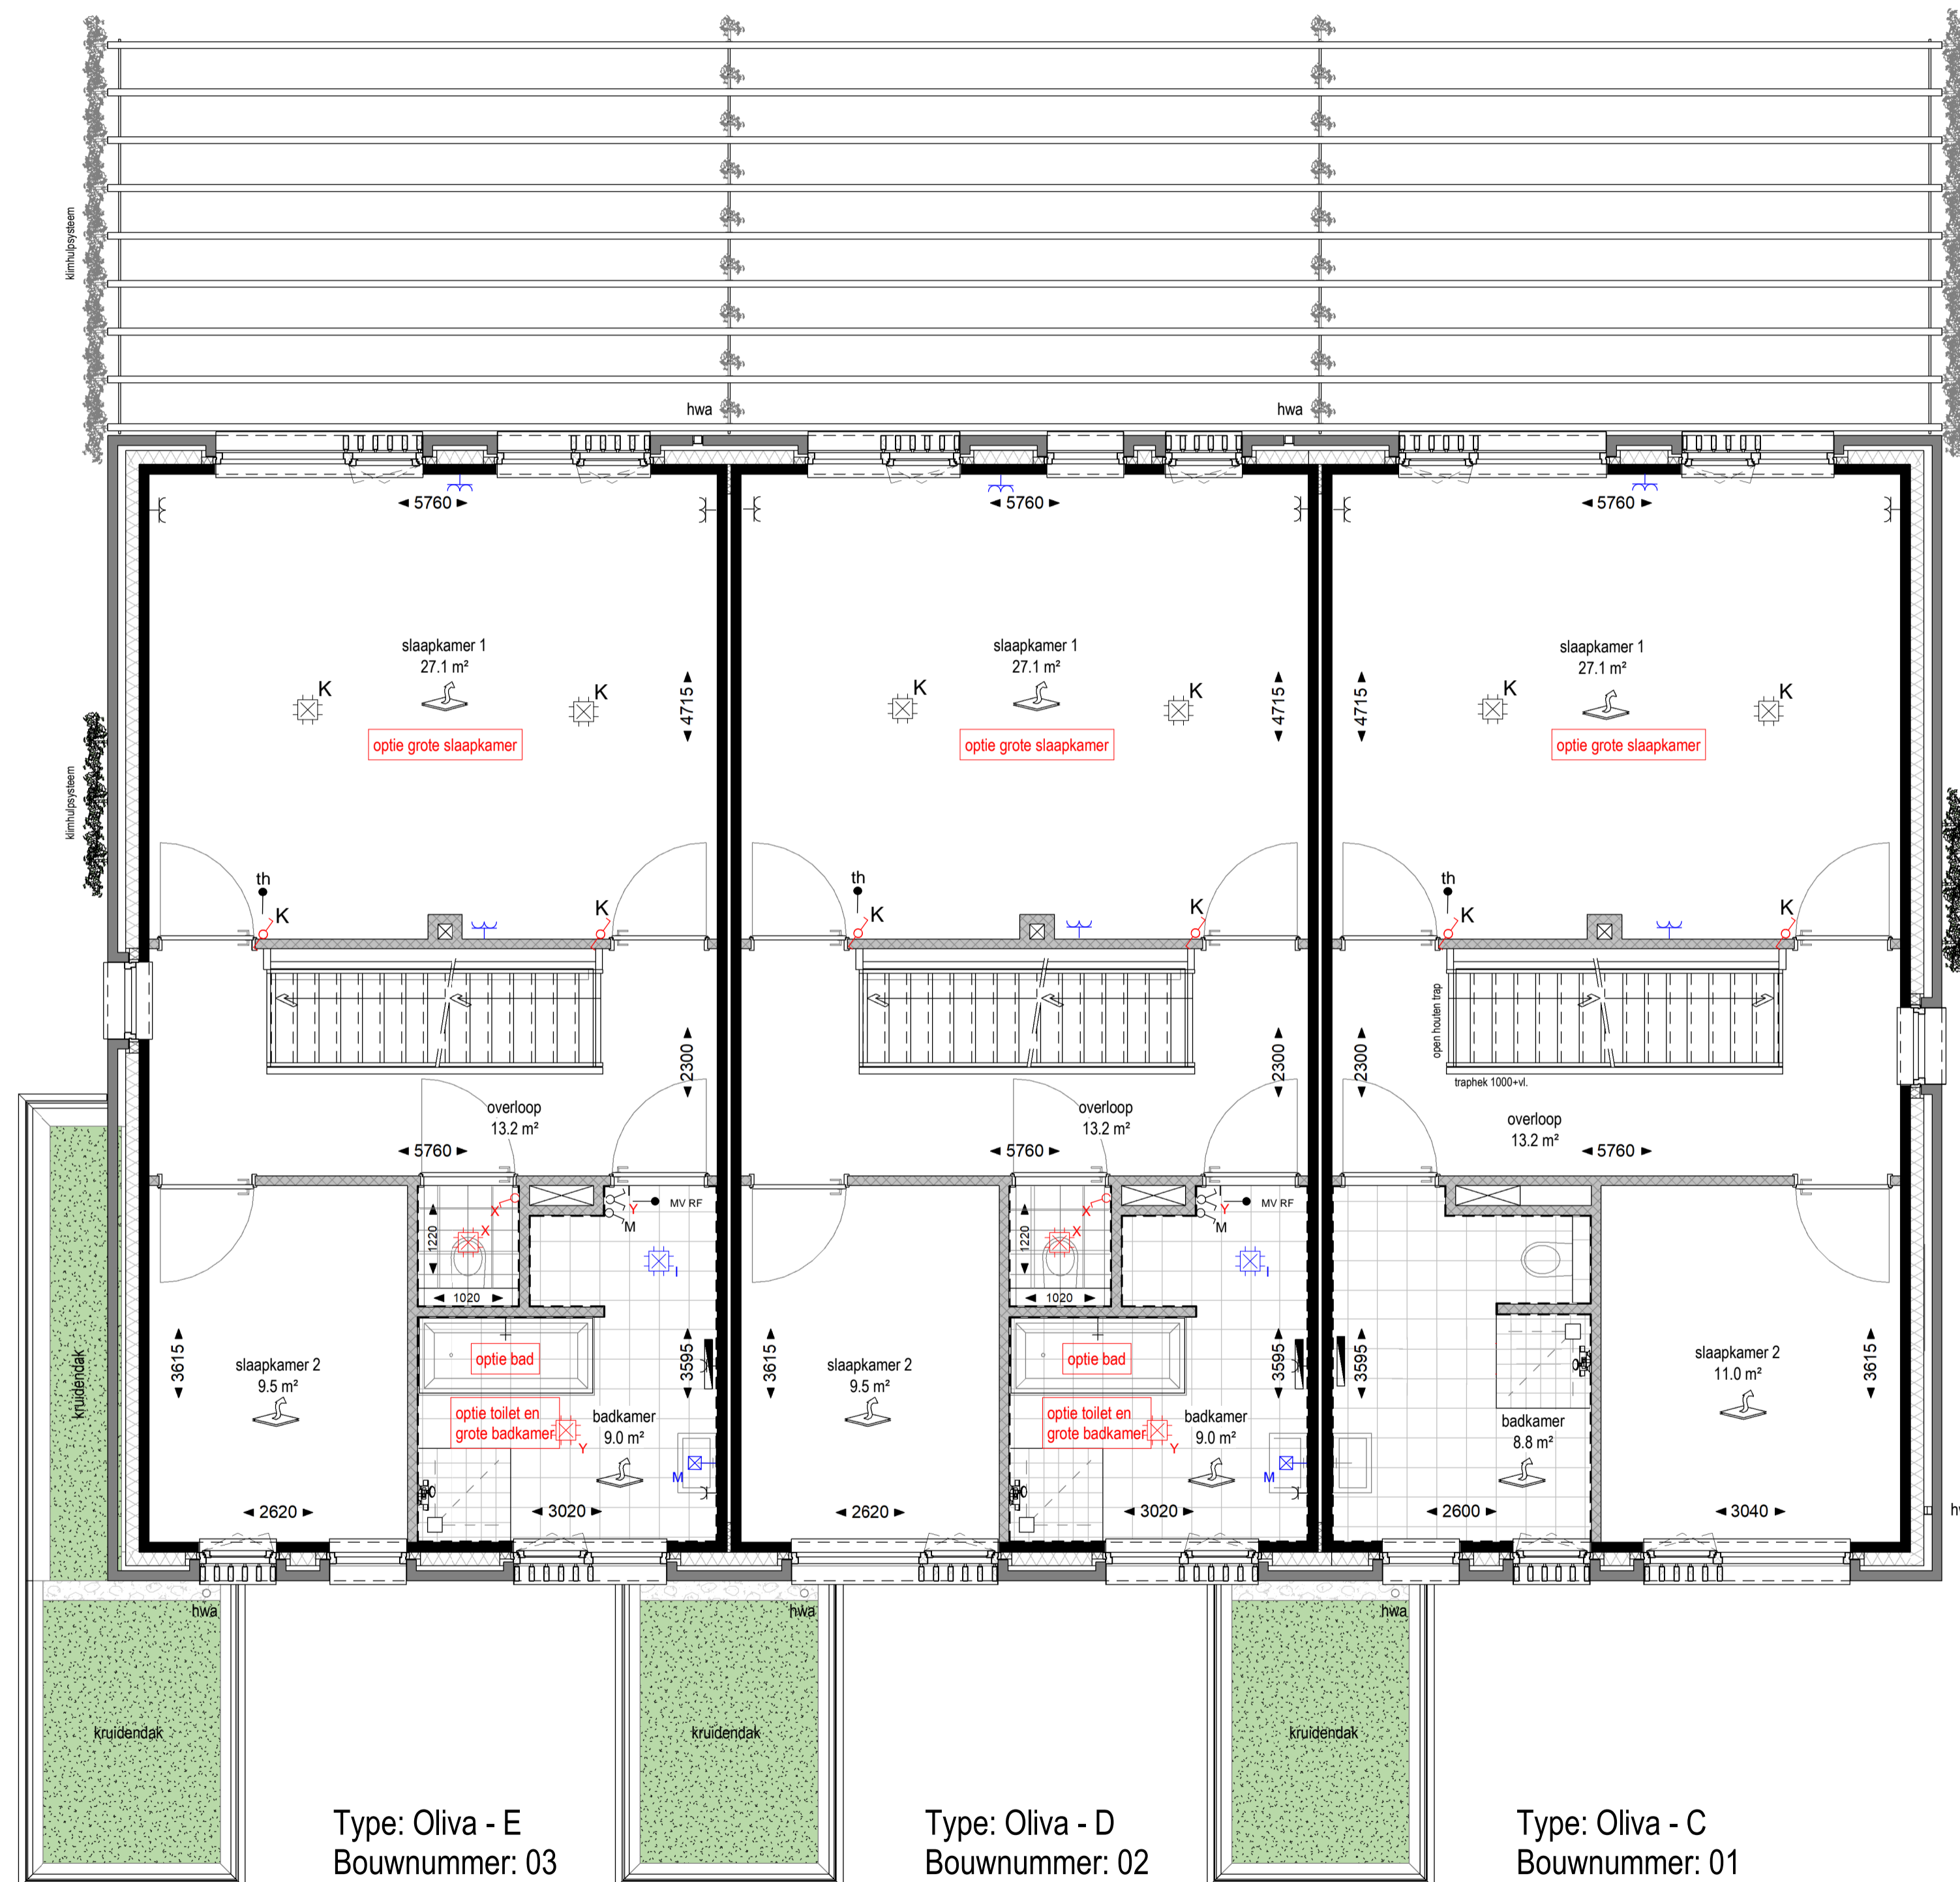 klimhulpsysteem
hwa
hwa
5760
5760
5760
slaapkamer 1
27.1 m²
K
K
4715
optie grote slaapkamer
slaapkamer 1
27.1 m²
K
K
4715
optie grote slaapkamer
slaapkamer 1
27.1 m²
4715
K
K
optie grote slaapkamer
klimhulpsysteem
th
K
K
th
K
K
th
K
K
2300
2300
2300
open houten trap
traphek 1000+vl.
overloop
13.2 m²
5760
overloop
13.2 m²
5760
overloop
13.2 m²
5760
X
X
1220
1020
I
Y
M
MV RF
I
X
X
1220
1020
I
Y
M
MV RF
I
kruidendak
3615
slaapkamer 2
9.5 m²
optie bad
3595
optie toilet en
grote badkamer
Y
badkamer
9.0 m²
M
2620
3020
3615
slaapkamer 2
9.5 m²
optie bad
3595
optie toilet en
grote badkamer
Y
badkamer
9.0 m²
M
2620
3020
3595
badkamer
8.8 m²
2600
slaapkamer 2
11.0 m²
3615
3040
hwa
hwa
hwa
kruidendak
kruidendak
kruidendak
Type: Oliva - E
Bouwnummer: 03
Type: Oliva - D
Bouwnummer: 02
Type: Oliva - C
Bouwnummer: 01